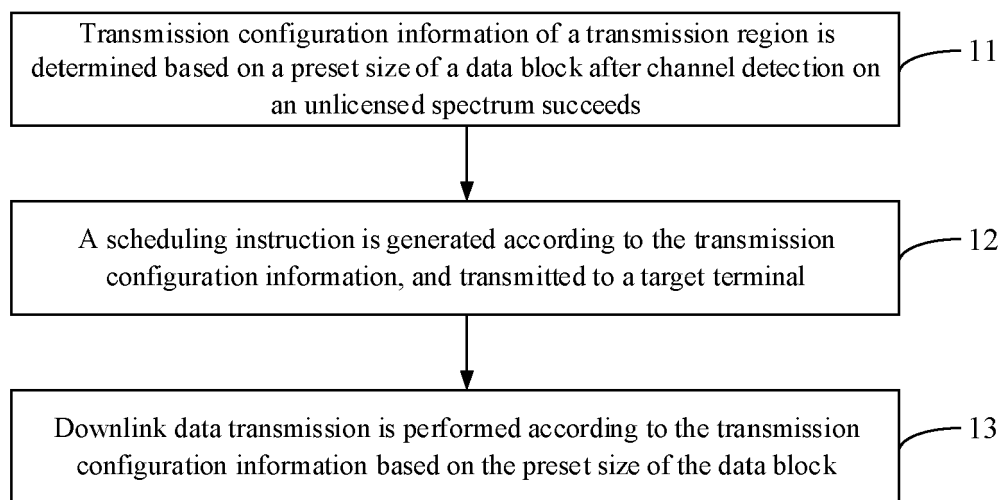 Transmission configuration information of a transmission region is
determined based on a preset size of a data block after channel detection on
an unlicensed spectrum succeeds
11
A scheduling instruction is generated according to the transmission
configuration information, and transmitted to a target terminal
12
Downlink data transmission is performed according to the transmission
configuration information based on the preset size of the data block
13